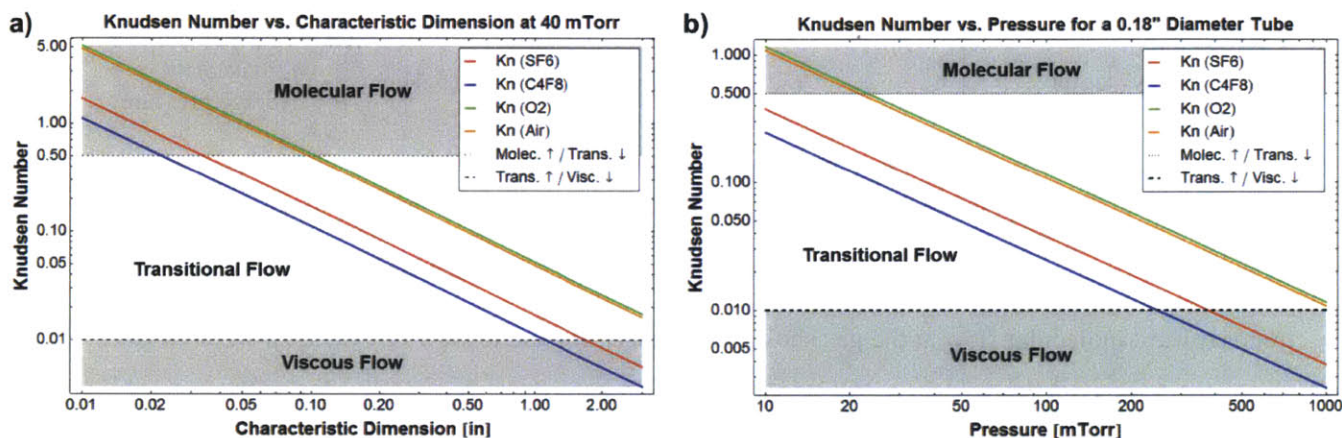 a)
Knudsen Number vs. Characteristic Dimension at 40 mTorr
Knudsen Number
5.00
1.00
0.50
0.10
0.05
0.01
Molecular Flow
Transitional Flow
Viscous Flow
Kn (SF6)
Kn (C4F8)
Kn (O2)
Kn (Air)
Molec. ↑ / Trans. ↓
Trans. ↑ / Visc. ↓
0.01 0.02 0.05 0.10 0.20 0.50 1.00 2.00
Characteristic Dimension [in]
b)
Knudsen Number vs. Pressure for a 0.18" Diameter Tube
Knudsen Number
1.000
0.500
0.100
0.050
0.010
0.005
Molecular Flow
Transitional Flow
Viscous Flow
Kn (SF6)
Kn (C4F8)
Kn (O2)
Kn (Air)
Molec. ↑ / Trans. ↓
Trans. ↑ / Visc. ↓
10 20 50 100 200 500 1000
Pressure [mTorr]